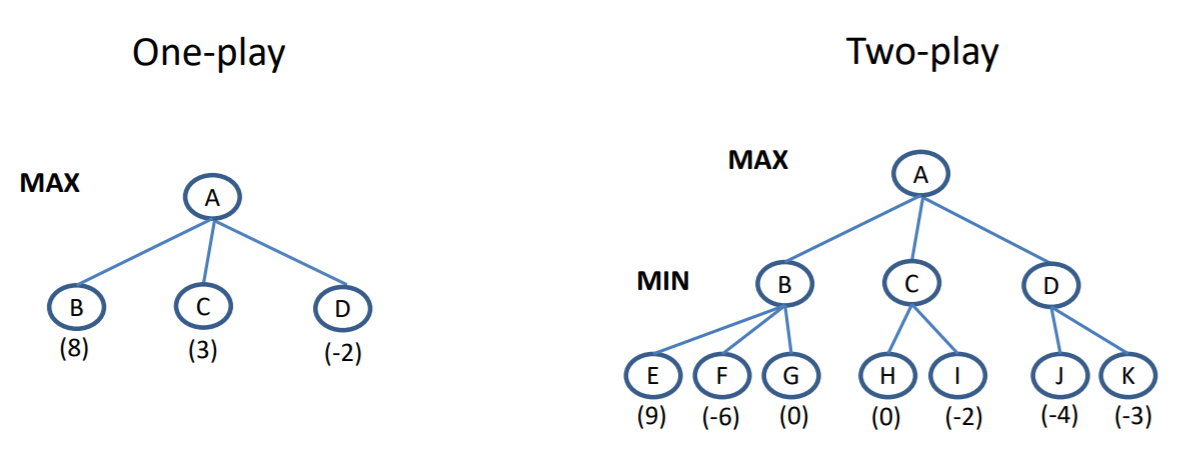 One-play
MAX
A
B C D
(8) (3) (-2)
Two-play
MAX
A
MIN
B C D
E F G H I J K
(9) (-6) (0) (0) (-2) (-4) (-3)